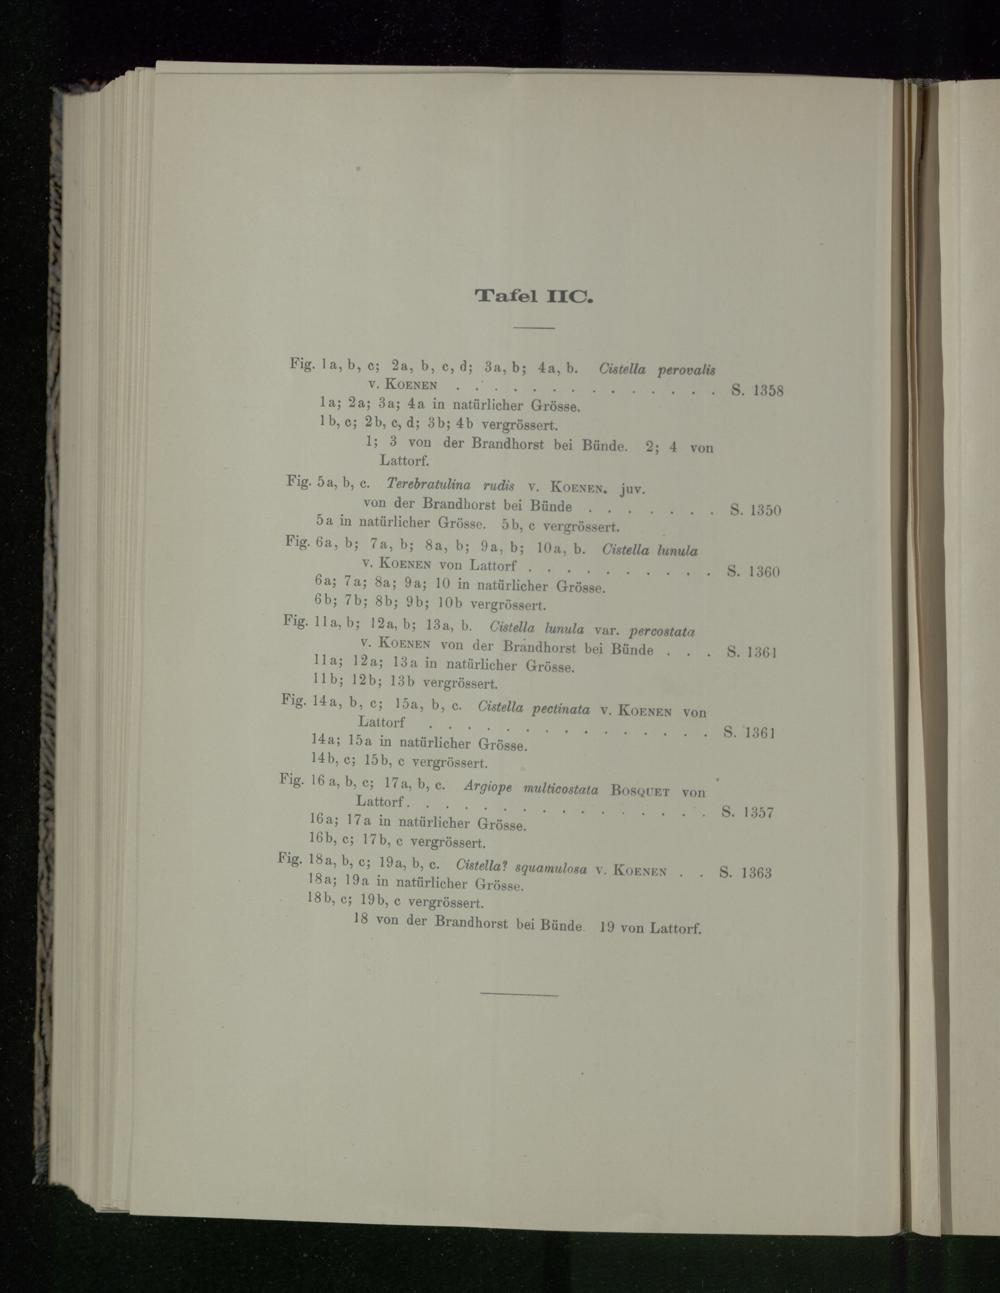 Tafel IIC.
Fig. 1a, b, c; 2a, b, c, d; 3a, b; 4a, b. Cistella perovalis
v. KOENEN . . . . . . . . . . . . . . S. 1358
1a; 2a; 3a; 4a in natürlicher Grösse.
1b, c; 2b, c, d; 3b; 4b vergrössert.
1; 3 von der Brandhorst bei Bünde. 2; 4 von
Lattorf.
Fig. 5a, b, c. Terebratulina rudis v. KOENEN. juv.
von der Brandhorst bei Bünde . . . . . . . S. 1350
5a in natürlicher Grösse. 5b, c vergrössert.
Fig. 6a, b; 7a, b; 8a, b; 9a, b; 10a, b. Cistella lunula
v. KOENEN von Lattorf . . . . . . . . . . S. 1360
6a; 7a; 8a; 9a; 10 in natürlicher Grösse.
6b; 7b; 8b; 9b; 10b vergrössert.
Fig. 11a, b; 12a, b; 13a, b. Cistella lunula var. percostata
v. KOENEN von der Brandhorst bei Bünde . . . S. 1361
11a; 12a; 13a in natürlicher Grösse.
11b; 12b; 13b vergrössert.
Fig. 14a, b, c; 15a, b, c. Cistella pectinata v. KOENEN von
Lattorf . . . . . . . . . . . . . . . S. 1361
14a; 15a in natürlicher Grösse.
14b, c; 15b, c vergrössert.
Fig. 16a, b, c; 17a, b, c. Argiope multicostata BOSQUET von
Lattorf. . . . . . . . . . . . . . . . S. 1357
16a; 17a in natürlicher Grösse.
16b, c; 17b, c vergrössert.
Fig. 18a, b, c; 19a, b, c. Cistella? squamulosa v. KOENEN . . S. 1363
18a; 19a in natürlicher Grösse.
18b, c; 19b, c vergrössert.
18 von der Brandhorst bei Bünde. 19 von Lattorf.